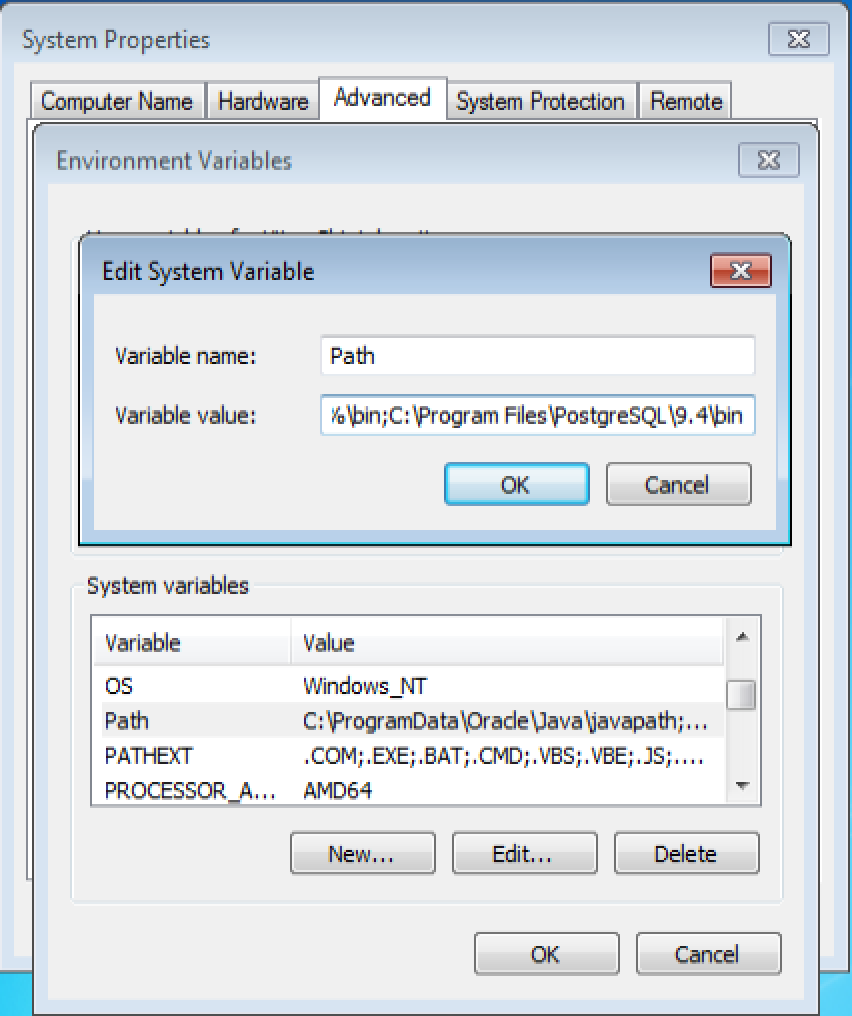 System Properties
Computer Name Hardware Advanced System Protection Remote
Environment Variables
Edit System Variable
Variable name: Path
Variable value: %\bin;C:\Program Files\PostgreSQL\9.4\bin
OK Cancel
System variables
Variable Value
OS Windows_NT
Path C:\ProgramData\Oracle\Java\javapath;...
PATHEXT .COM;.EXE;.BAT;.CMD;.VBS;.VBE;.JS;....
PROCESSOR_A... AMD64
New... Edit... Delete
OK Cancel